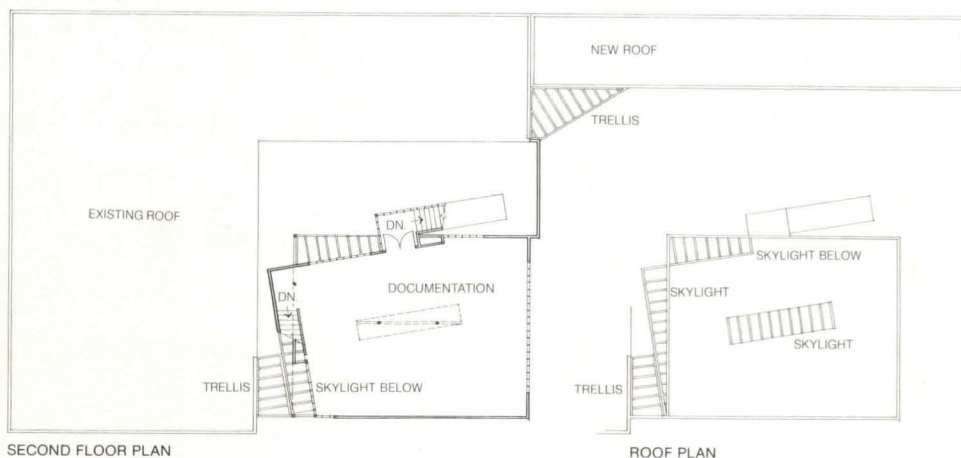 NEW ROOF
TRELLIS
EXISTING ROOF
DN.
DOCUMENTATION
DN.
TRELLIS
SKYLIGHT BELOW
SECOND FLOOR PLAN
SKYLIGHT BELOW
SKYLIGHT
SKYLIGHT
TRELLIS
ROOF PLAN